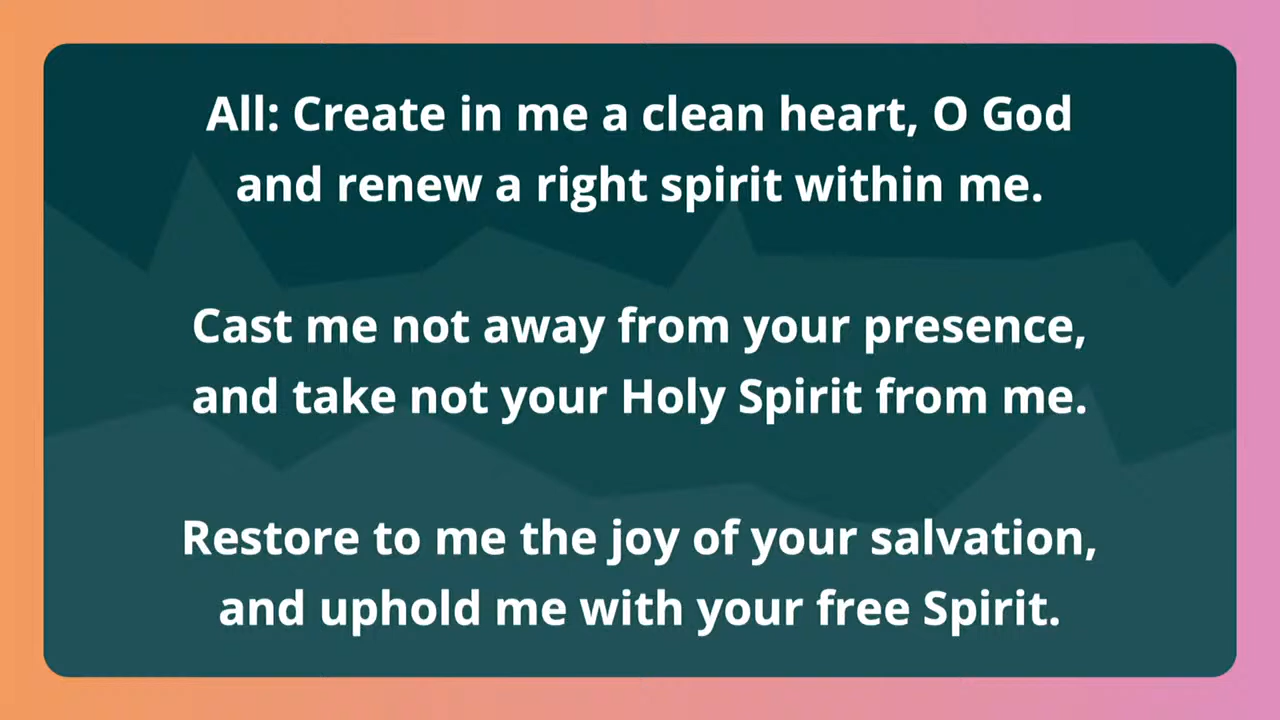 All: Create in me a clean heart, O God
and renew a right spirit within me.
Cast me not away from your presence,
and take not your Holy Spirit from me.
Restore to me the joy of your salvation,
and uphold me with your free Spirit.